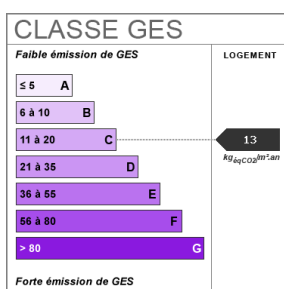 CLASSE GES
Faible émission de GES
LOGEMENT
≤ 5 A
6 à 10 B
11 à 20 C
13
kgéqCO2/m².an
21 à 35 D
36 à 55 E
56 à 80 F
> 80 G
Forte émission de GES